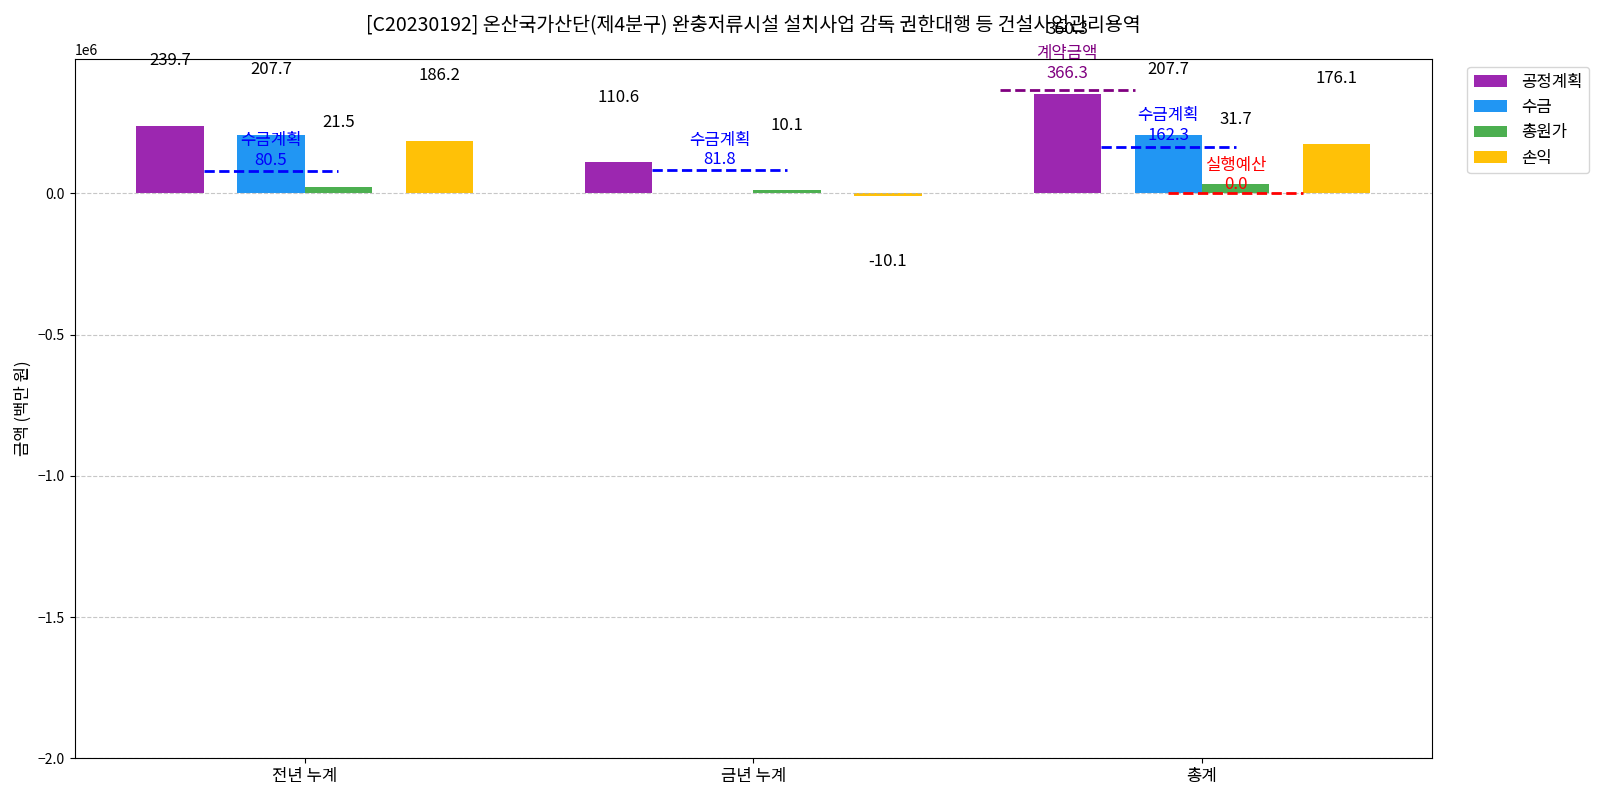 [C20230192] 온산국가산단(제4분구) 완충저류시설 설치사업 감독 권한대행 등 건설사업관리용역
1e6
239.7
207.7
21.5
186.2
수금계획
80.5
110.6
수금계획
81.8
10.1
-10.1
350.3
계약금액
366.3
207.7
수금계획
162.3
31.7
실행예산
0.0
176.1
공정계획
수금
총원가
손익
금액 (백만 원)
0.0
−0.5
−1.0
−1.5
−2.0
전년 누계
금년 누계
총계